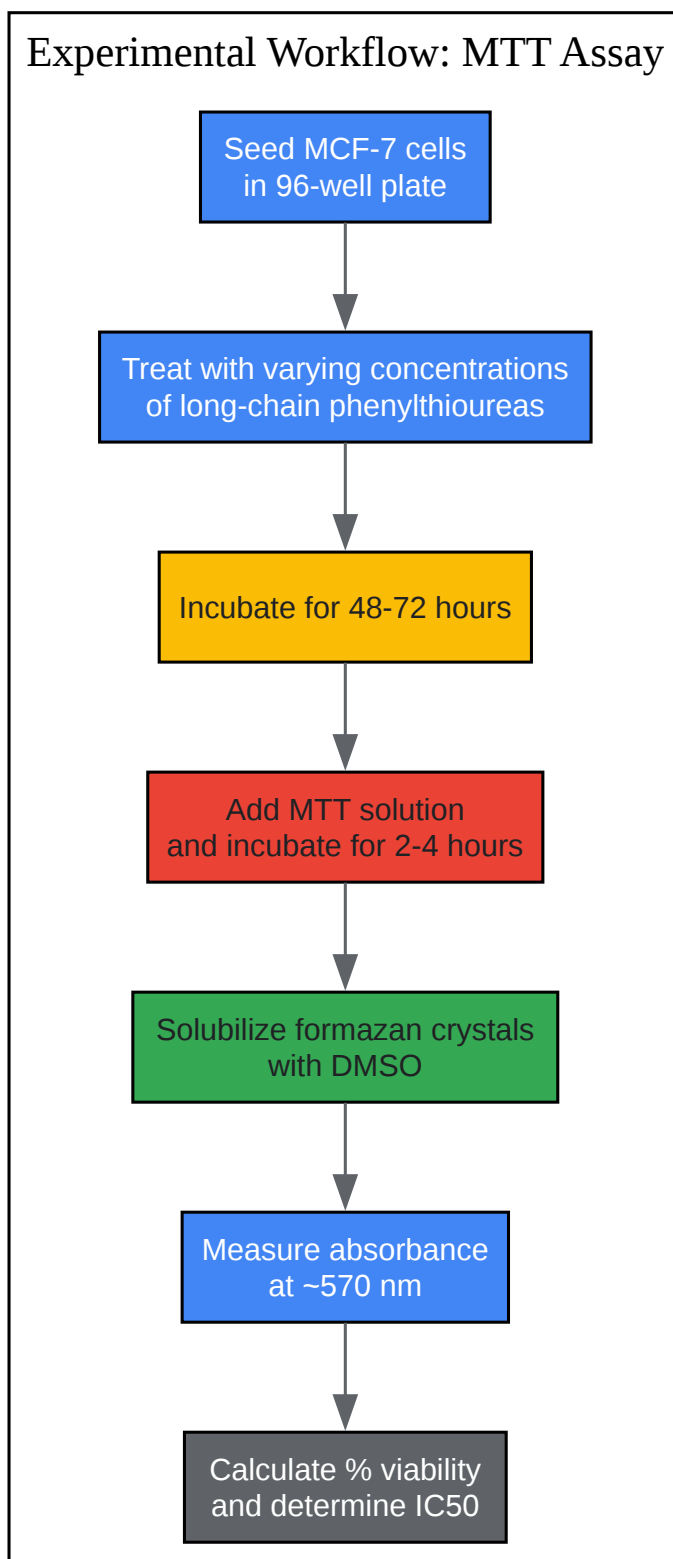 Experimental Workflow: MTT Assay
Seed MCF-7 cells
in 96-well plate
Treat with varying concentrations
of long-chain phenylthioureas
Incubate for 48-72 hours
Add MTT solution
and incubate for 2-4 hours
Solubilize formazan crystals
with DMSO
Measure absorbance
at ~570 nm
Calculate % viability
and determine IC50